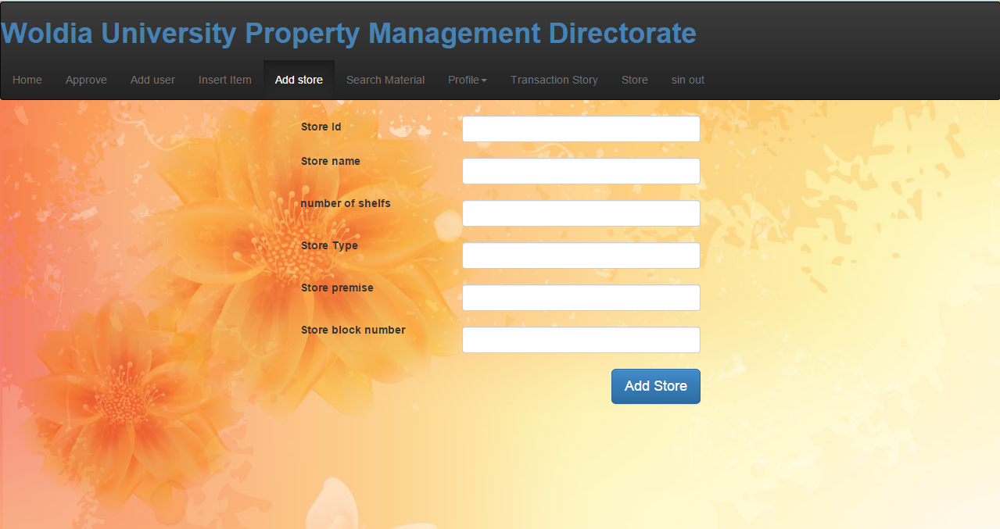 Woldia University Property Management Directorate
Home Approve Add user Insert Item Add store Search Material Profile Transaction Story Store sin out
Store Id
Store name
number of shelfs
Store Type
Store premise
Store block number
Add Store